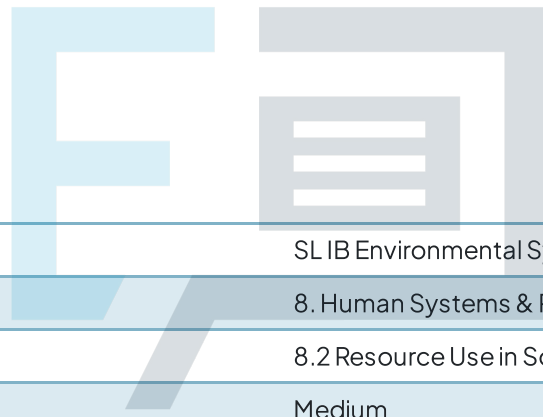 SL IB Environmental
8. Human Systems &
8.2 Resource Use in
Medium